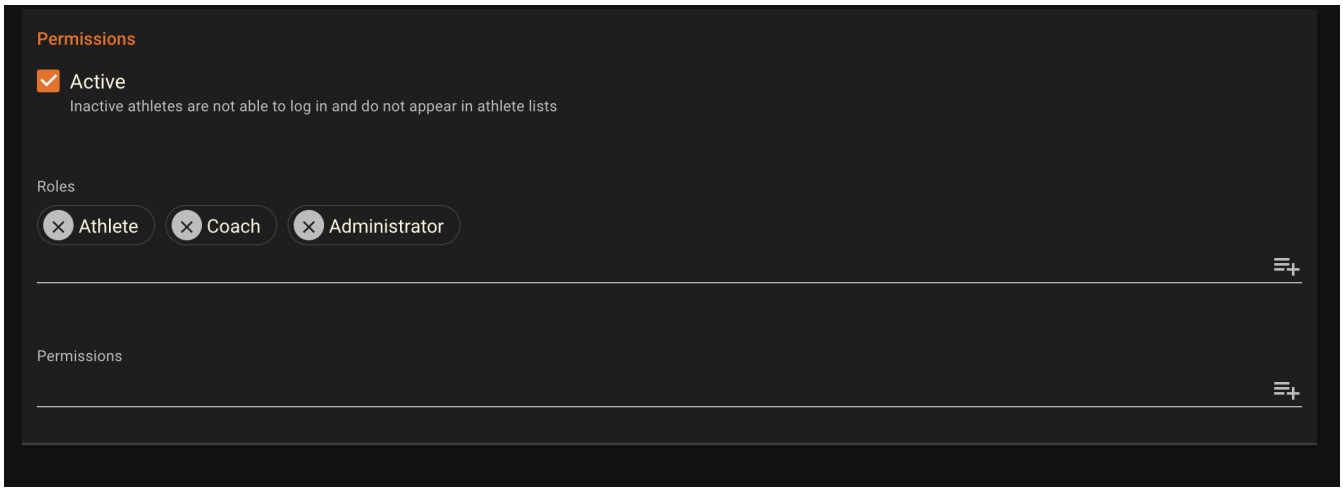 Permissions
Active
Inactive athletes are not able to log in and do not appear in athlete lists
Roles
Athlete Coach Administrator
Permissions